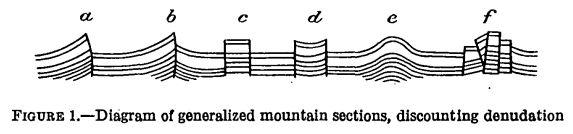 a b c d e f
FIGURE 1.—Diagram of generalized mountain sections, discounting denudation